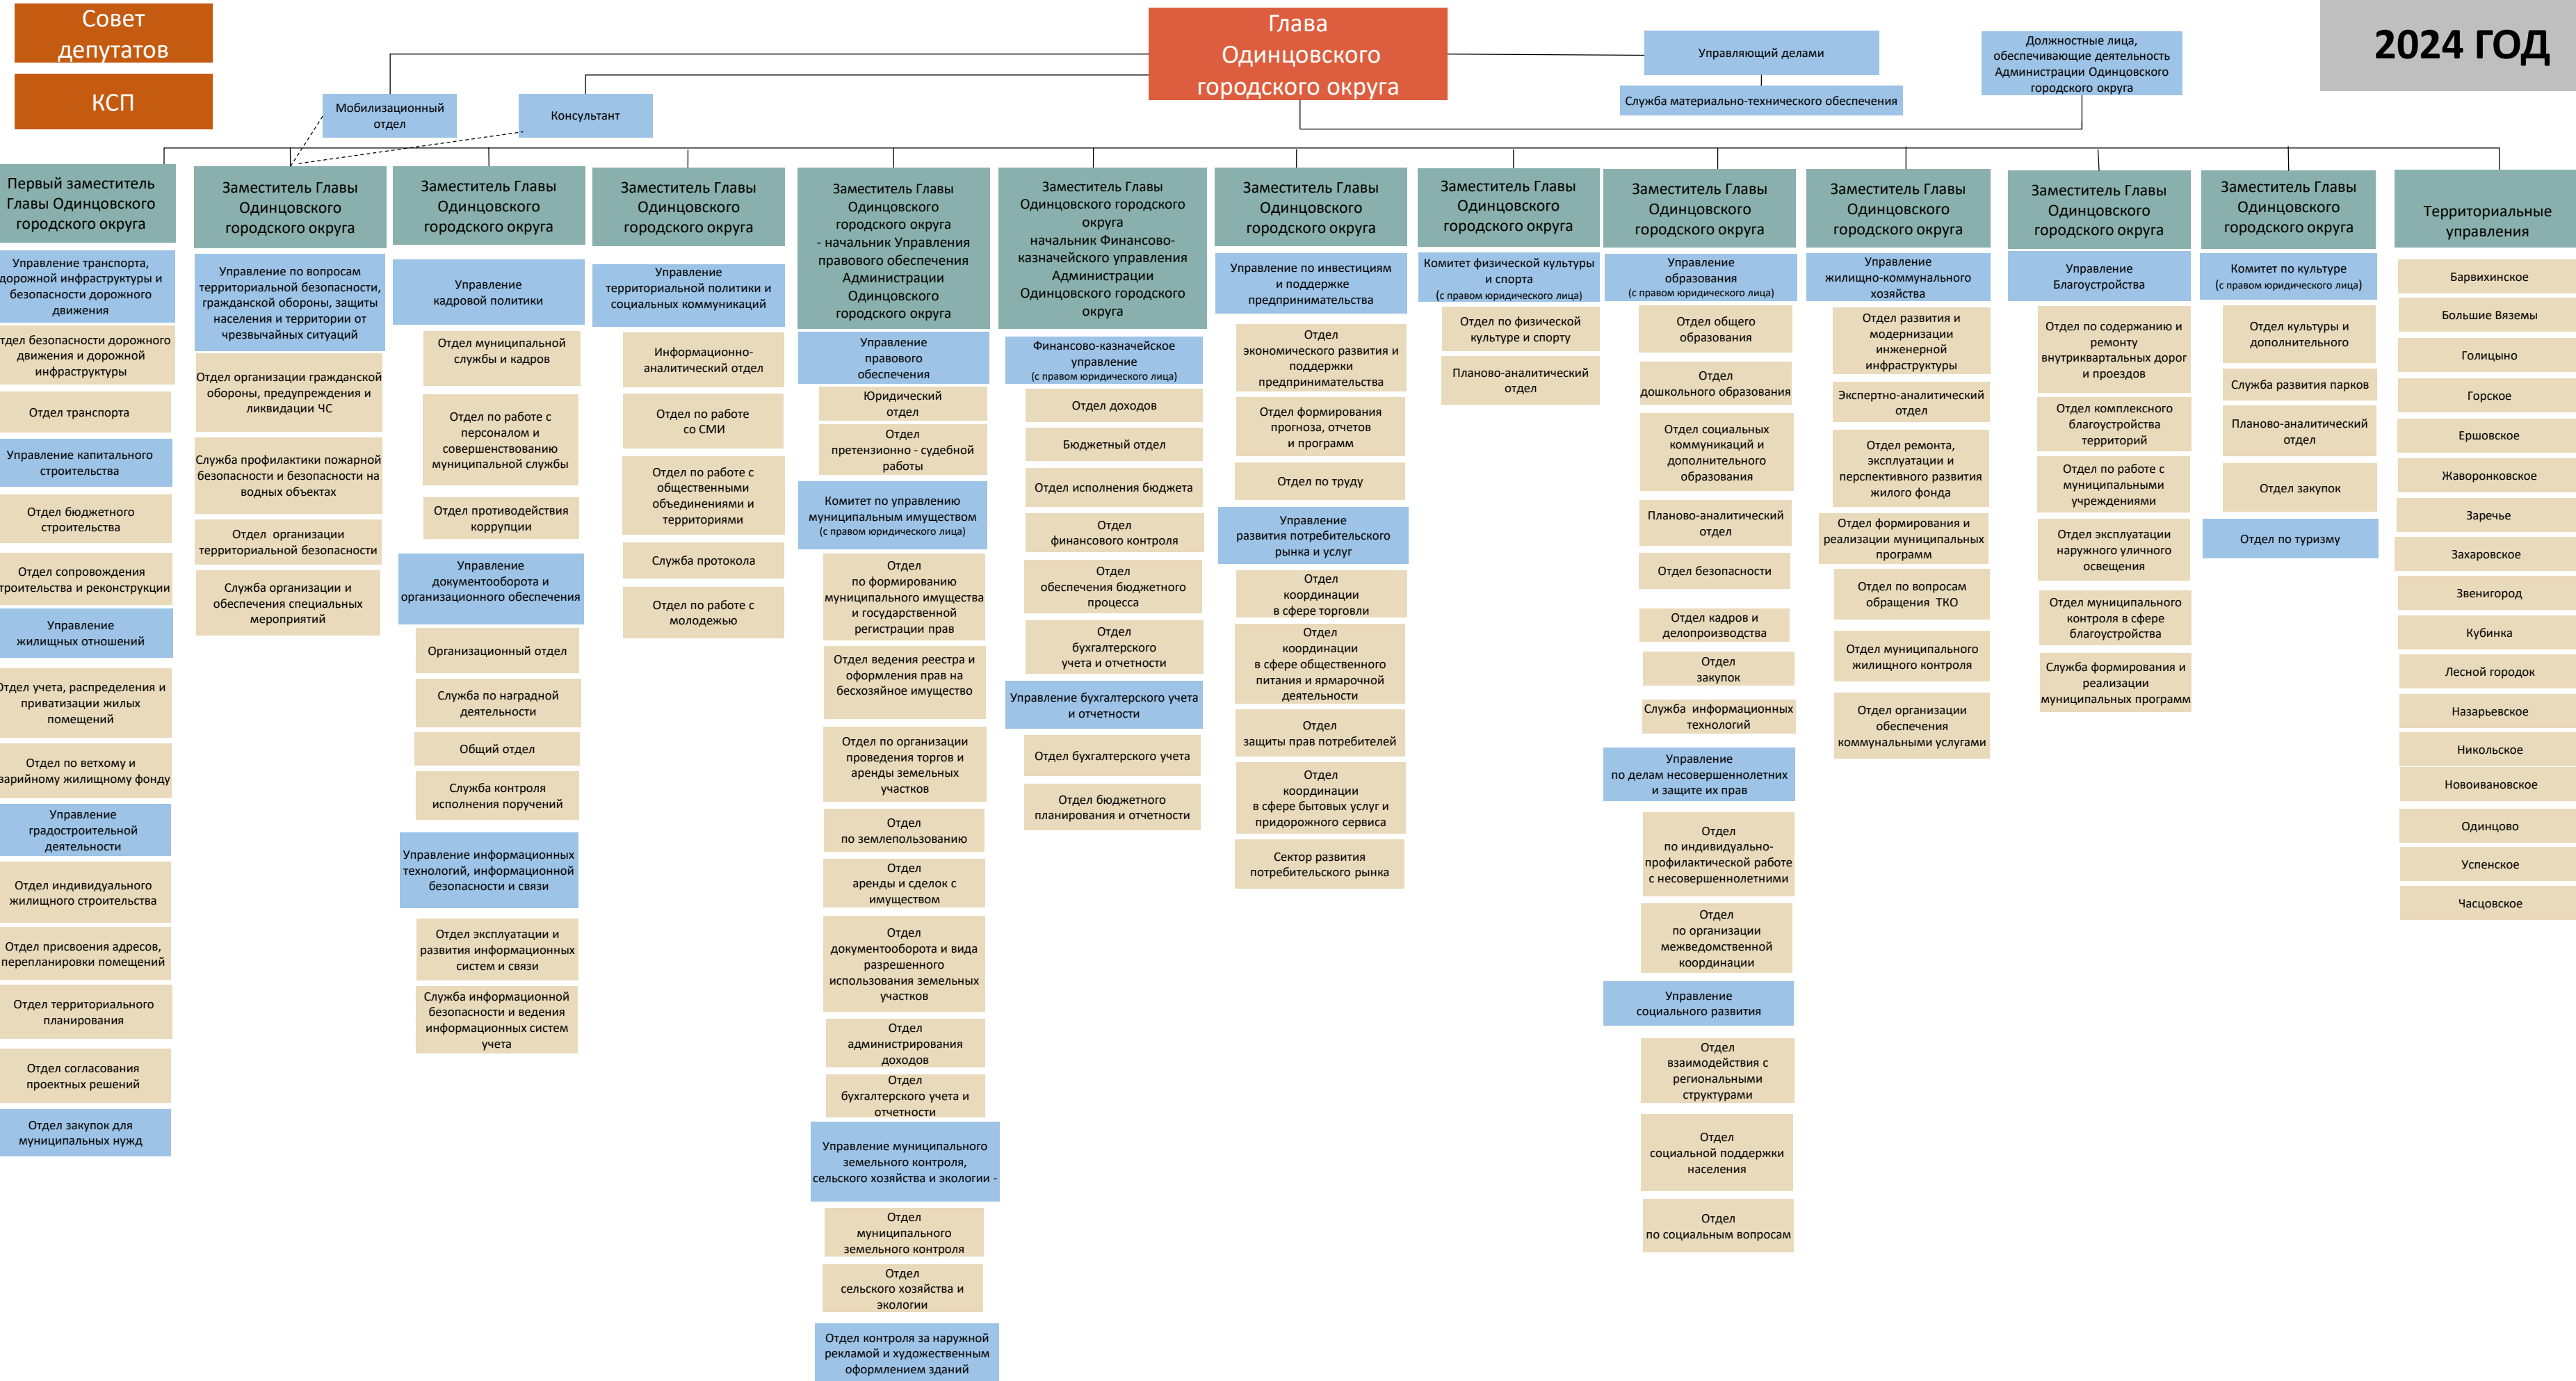 Совет
депутатов
КСП
Глава
Одинцовского
городского округа
Управляющий делами
Служба материально-технического обеспечения
Должностные лица,
обеспечивающие деятельность
Администрации Одинцовского
городского округа
2024 ГОД
Мобилизационный
отдел
Консультант
Первый заместитель
Главы Одинцовского
городского округа
Управление транспорта,
дорожной инфраструктуры и
безопасности дорожного
движения
тдел безопасности дорожного
движения и дорожной
инфраструктуры
Отдел транспорта
Управление капитального
строительства
Отдел бюджетного
строительства
Отдел сопровождения
троительства и реконструкции
Управление
жилищных отношений
Отдел учета, распределения и
приватизации жилых
помещений
Отдел по ветхому и
варийному жилищному фонду
Управление
градостроительной
деятельности
Отдел индивидуального
жилищного строительства
Отдел присвоения адресов,
перепланировки помещений
Отдел территориального
планирования
Отдел согласования
проектных решений
Отдел закупок для
муниципальных нужд
Заместитель Главы
Одинцовского
городского округа
Управление по вопросам
территориальной безопасности,
гражданской обороны, защиты
населения и территории от
чрезвычайных ситуаций
Отдел организации гражданской
обороны, предупреждения и
ликвидации ЧС
Служба профилактики пожарной
безопасности и безопасности на
водных объектах
Отдел организации
территориальной безопасности
Служба организации и
обеспечения специальных
мероприятий
Заместитель Главы
Одинцовского
городского округа
Управление
кадровой политики
Отдел муниципальной
службы и кадров
Отдел по работе с
персоналом и
совершенствованию
муниципальной службы
Отдел противодействия
коррупции
Управление
документооборота и
организационного обеспечения
Организационный отдел
Служба по наградной
деятельности
Общий отдел
Служба контроля
исполнения поручений
Управление информационных
технологий, информационной
безопасности и связи
Отдел эксплуатации и
развития информационных
систем и связи
Служба информационной
безопасности и ведения
информационных систем
учета
Заместитель Главы
Одинцовского
городского округа
Управление
территориальной политики и
социальных коммуникаций
Информационно-
аналитический отдел
Отдел по работе
со СМИ
Отдел по работе с
общественными
объединениями и
территориями
Служба протокола
Отдел по работе с
молодежью
Заместитель Главы
Одинцовского
городского округа
- начальник Управления
правового обеспечения
Администрации
Одинцовского
городского округа
Управление
правового
обеспечения
Юридический
отдел
Отдел
претензионно - судебной
работы
Комитет по управлению
муниципальным имуществом
(с правом юридического лица)
Отдел
по формированию
муниципального имущества
и государственной
регистрации прав
Отдел ведения реестра и
оформления прав на
бесхозяйное имущество
Отдел по организации
проведения торгов и
аренды земельных
участков
Отдел
по землепользованию
Отдел
аренды и сделок с
имуществом
Отдел
документооборота и вида
разрешенного
использования земельных
участков
Отдел
администрирования
доходов
Отдел
бухгалтерского учета и
отчетности
Управление муниципального
земельного контроля,
сельского хозяйства и экологии -
Отдел
муниципального
земельного контроля
Отдел
сельского хозяйства и
экологии
Отдел контроля за наружной
рекламой и художественным
оформлением зданий
Заместитель Главы
Одинцовского городского
округа
начальник Финансово-
казначейского управления
Администрации
Одинцовского городского
округа
Финансово-казначейское
управление
(с правом юридического лица)
Отдел доходов
Бюджетный отдел
Отдел исполнения бюджета
Отдел
финансового контроля
Отдел
обеспечения бюджетного
процесса
Отдел
бухгалтерского
учета и отчетности
Управление бухгалтерского учета
и отчетности
Отдел бухгалтерского учета
Отдел бюджетного
планирования и отчетности
Заместитель Главы
Одинцовского
городского округа
Управление по инвестициям
и поддержке
предпринимательства
Отдел
экономического развития и
поддержки
предпринимательства
Отдел формирования
прогноза, отчетов
и программ
Отдел по труду
Управление
развития потребительского
рынка и услуг
Отдел
координации
в сфере торговли
Отдел
координации
в сфере общественного
питания и ярмарочной
деятельности
Отдел
защиты прав потребителей
Отдел
координации
в сфере бытовых услуг и
придорожного сервиса
Сектор развития
потребительского рынка
Заместитель Главы
Одинцовского
городского округа
Комитет физической культуры
и спорта
(с правом юридического лица)
Отдел по физической
культуре и спорту
Планово-аналитический
отдел
Заместитель Главы
Одинцовского
городского округа
Управление
образования
(с правом юридического лица)
Отдел общего
образования
Отдел
дошкольного образования
Отдел социальных
коммуникаций и
дополнительного
образования
Планово-аналитический
отдел
Отдел безопасности
Отдел кадров и
делопроизводства
Отдел
закупок
Служба информационных
технологий
Управление
по делам несовершеннолетних
и защите их прав
Отдел
по индивидуально-
профилактической работе
с несовершеннолетними
Отдел
по организации
межведомственной
координации
Управление
социального развития
Отдел
взаимодействия с
региональными
структурами
Отдел
социальной поддержки
населения
Отдел
по социальным вопросам
Заместитель Главы
Одинцовского
городского округа
Управление
жилищно-коммунального
хозяйства
Отдел развития и
модернизации
инженерной
инфраструктуры
Экспертно-аналитический
отдел
Отдел ремонта,
эксплуатации и
перспективного развития
жилого фонда
Отдел формирования и
реализации муниципальных
программ
Отдел по вопросам
обращения ТКО
Отдел муниципального
жилищного контроля
Отдел организации
обеспечения
коммунальными услугами
Заместитель Главы
Одинцовского
городского округа
Управление
Благоустройства
Отдел по содержанию и
ремонту
внутриквартальных дорог
и проездов
Отдел комплексного
благоустройства
территорий
Отдел по работе с
муниципальными
учреждениями
Отдел эксплуатации
наружного уличного
освещения
Отдел муниципального
контроля в сфере
благоустройства
Служба формирования и
реализации
муниципальных программ
Заместитель Главы
Одинцовского
городского округа
Комитет по культуре
(с правом юридического лица)
Отдел культуры и
дополнительного
Служба развития парков
Планово-аналитический
отдел
Отдел закупок
Отдел по туризму
Территориальные
управления
Барвихинское
Большие Вяземы
Голицыно
Горское
Ершовское
Жаворонковское
Заречье
Захаровское
Звенигород
Кубинка
Лесной городок
Назарьевское
Никольское
Новоивановское
Одинцово
Успенское
Часцовское